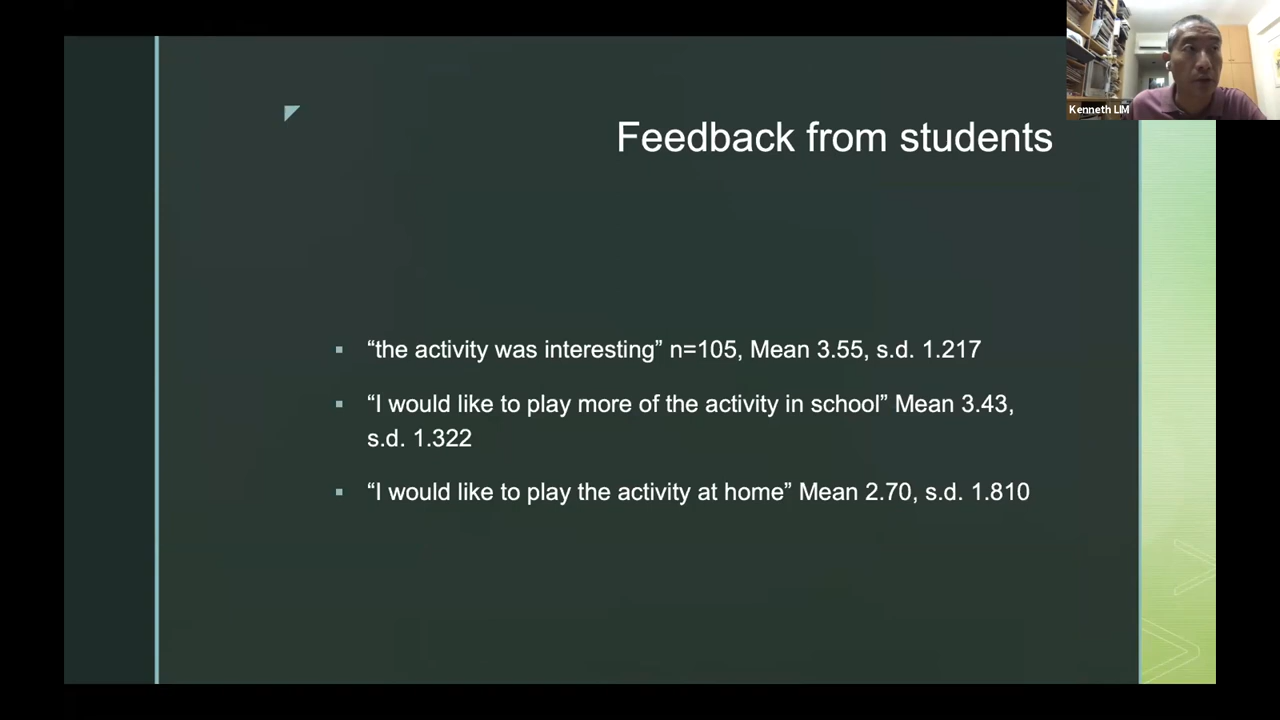 Kenneth LIM
Feedback from students
▪ “the activity was interesting” n=105, Mean 3.55, s.d. 1.217
▪ “I would like to play more of the activity in school” Mean 3.43,
s.d. 1.322
▪ “I would like to play the activity at home” Mean 2.70, s.d. 1.810